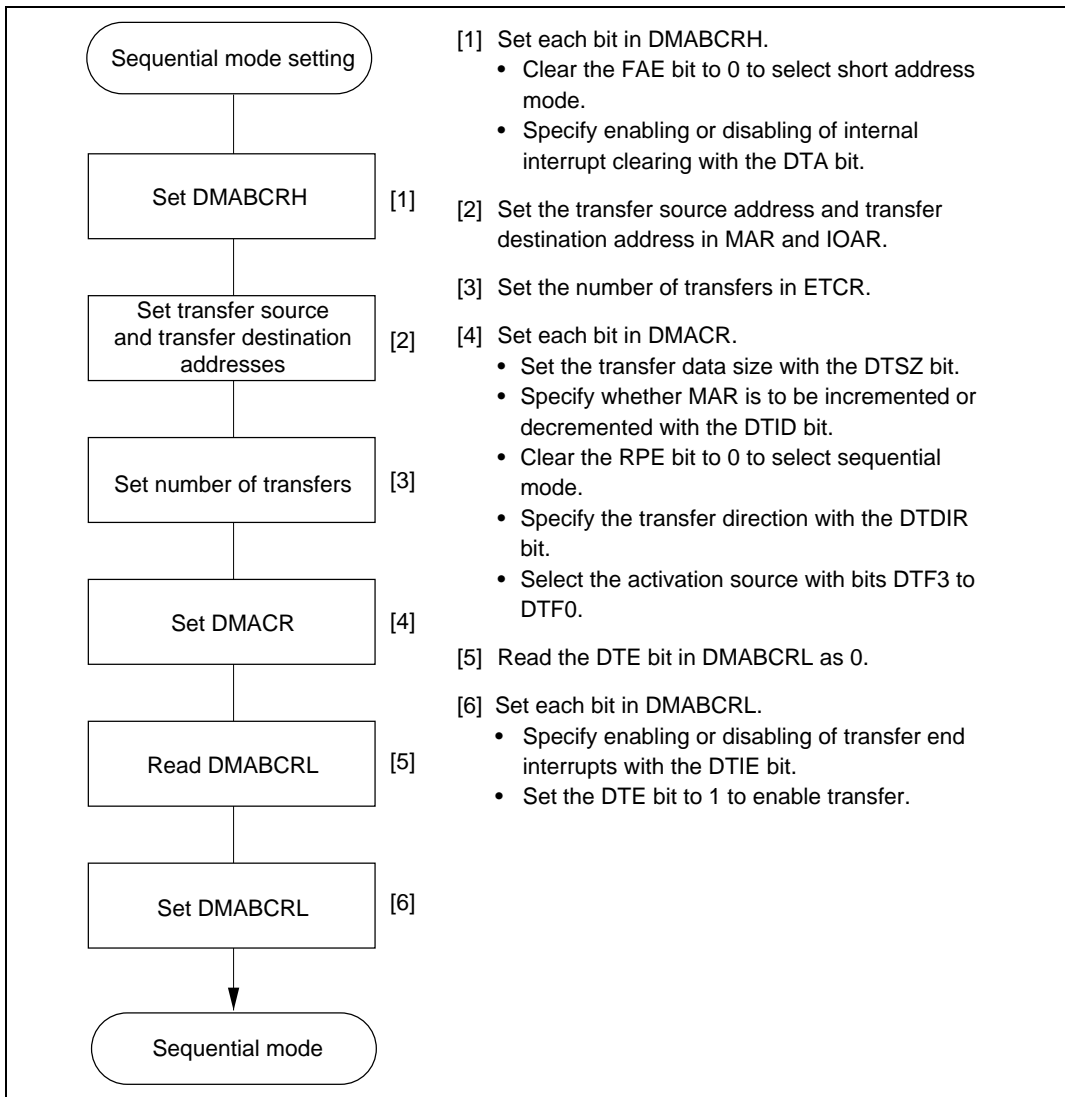 Sequential mode setting
Set DMABCRH
[1]
Set transfer source
and transfer destination
addresses
[2]
Set number of transfers
[3]
Set DMACR
[4]
Read DMABCRL
[5]
Set DMABCRL
[6]
Sequential mode
[1] Set each bit in DMABCRH.
• Clear the FAE bit to 0 to select short address
mode.
• Specify enabling or disabling of internal
interrupt clearing with the DTA bit.
[2] Set the transfer source address and transfer
destination address in MAR and IOAR.
[3] Set the number of transfers in ETCR.
[4] Set each bit in DMACR.
• Set the transfer data size with the DTSZ bit.
• Specify whether MAR is to be incremented or
decremented with the DTID bit.
• Clear the RPE bit to 0 to select sequential
mode.
• Specify the transfer direction with the DTDIR
bit.
• Select the activation source with bits DTF3 to
DTF0.
[5] Read the DTE bit in DMABCRL as 0.
[6] Set each bit in DMABCRL.
• Specify enabling or disabling of transfer end
interrupts with the DTIE bit.
• Set the DTE bit to 1 to enable transfer.